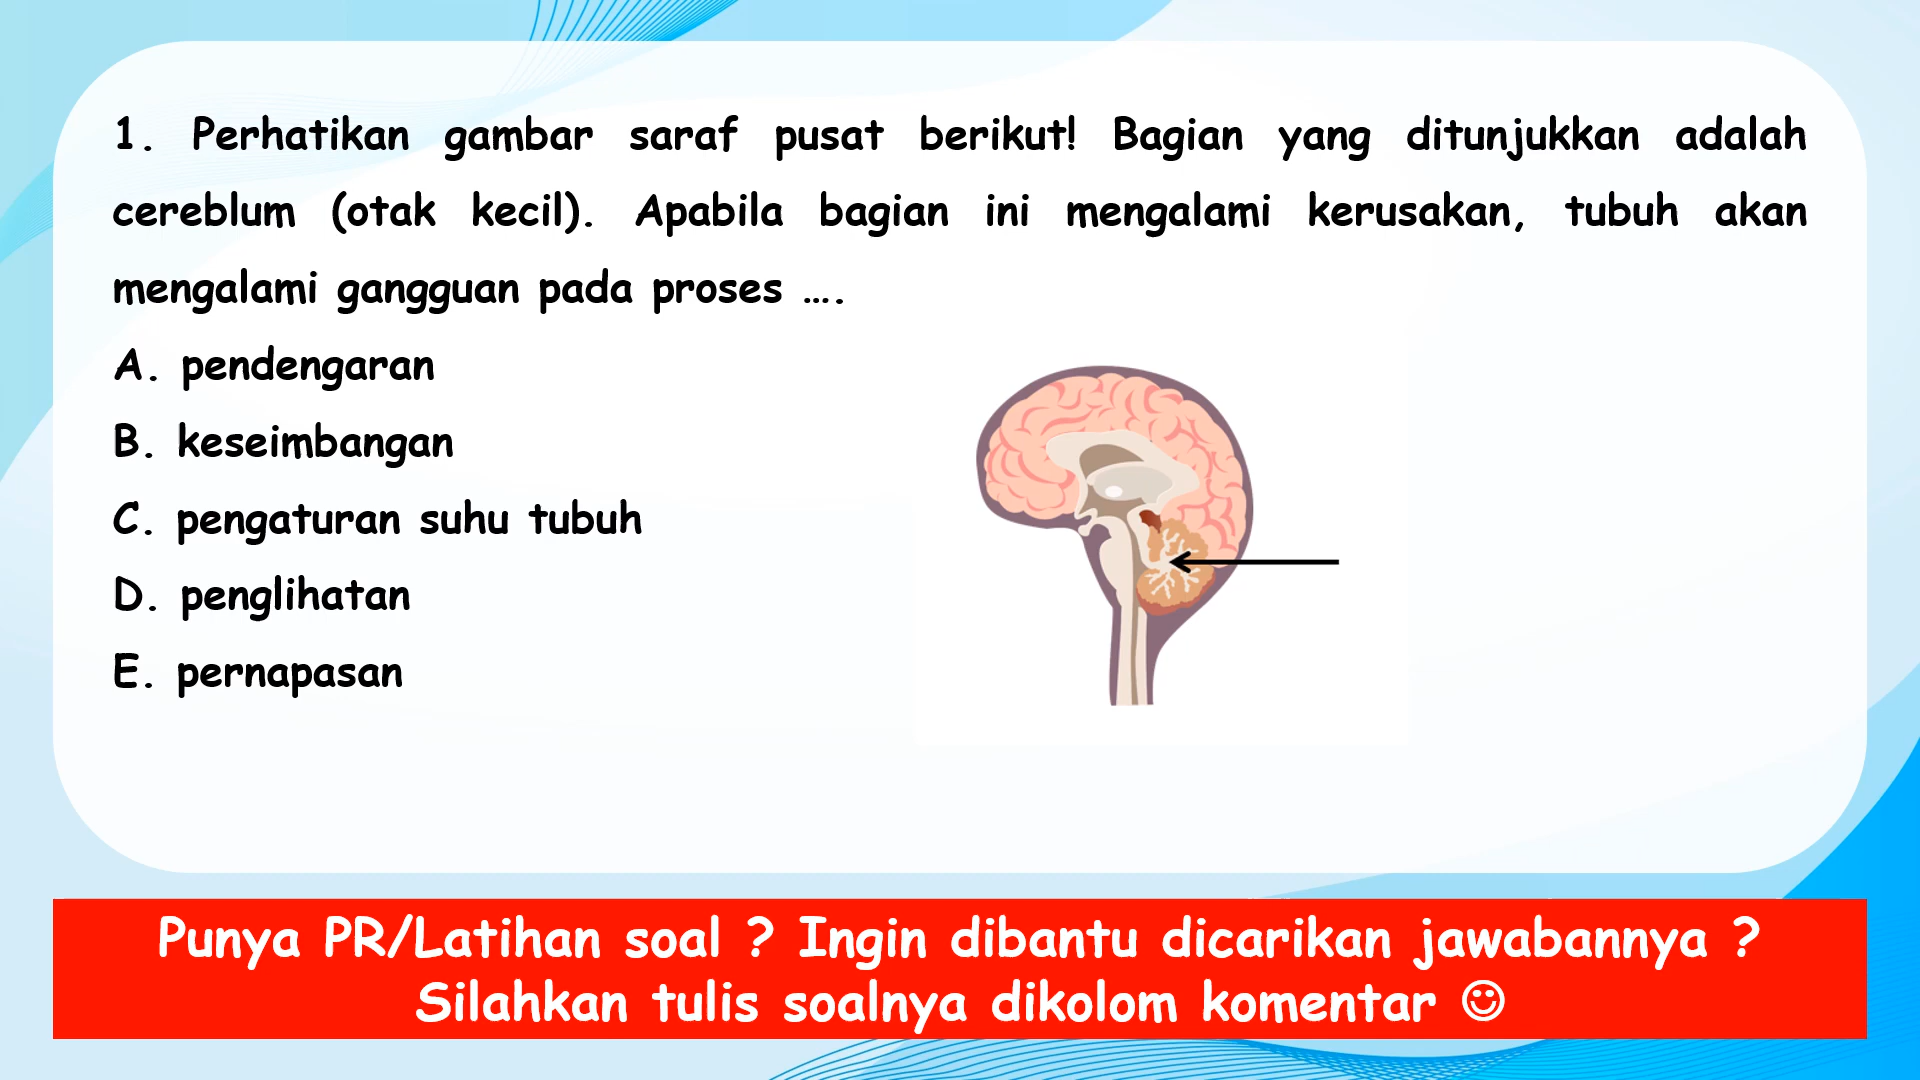 1. Perhatikan gambar saraf pusat berikut! Bagian yang ditunjukkan adalah
cereblum (otak kecil). Apabila bagian ini mengalami kerusakan, tubuh akan
mengalami gangguan pada proses ….
A. pendengaran
B. keseimbangan
C. pengaturan suhu tubuh
D. penglihatan
E. pernapasan
Punya PR/Latihan soal ? Ingin dibantu dicarikan jawabannya ?
Silahkan tulis soalnya dikolom komentar ☺